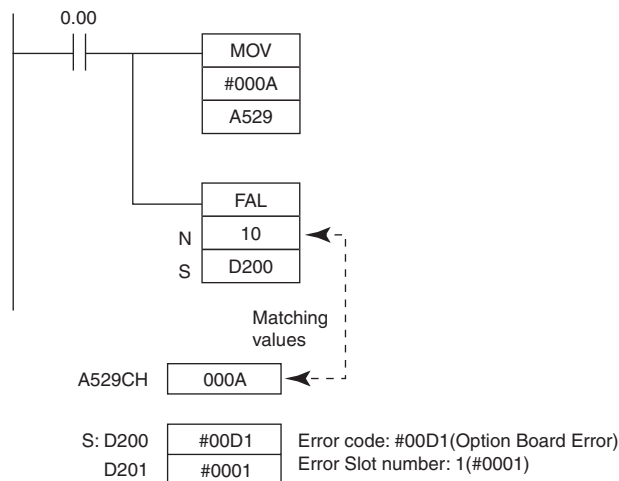 0.00
MOV
#000A
A529
FAL
N 10
S D200
Matching
values
A529CH 000A
S: D200 #00D1 Error code: #00D1(Option Board Error)
D201 #0001 Error Slot number: 1(#0001)